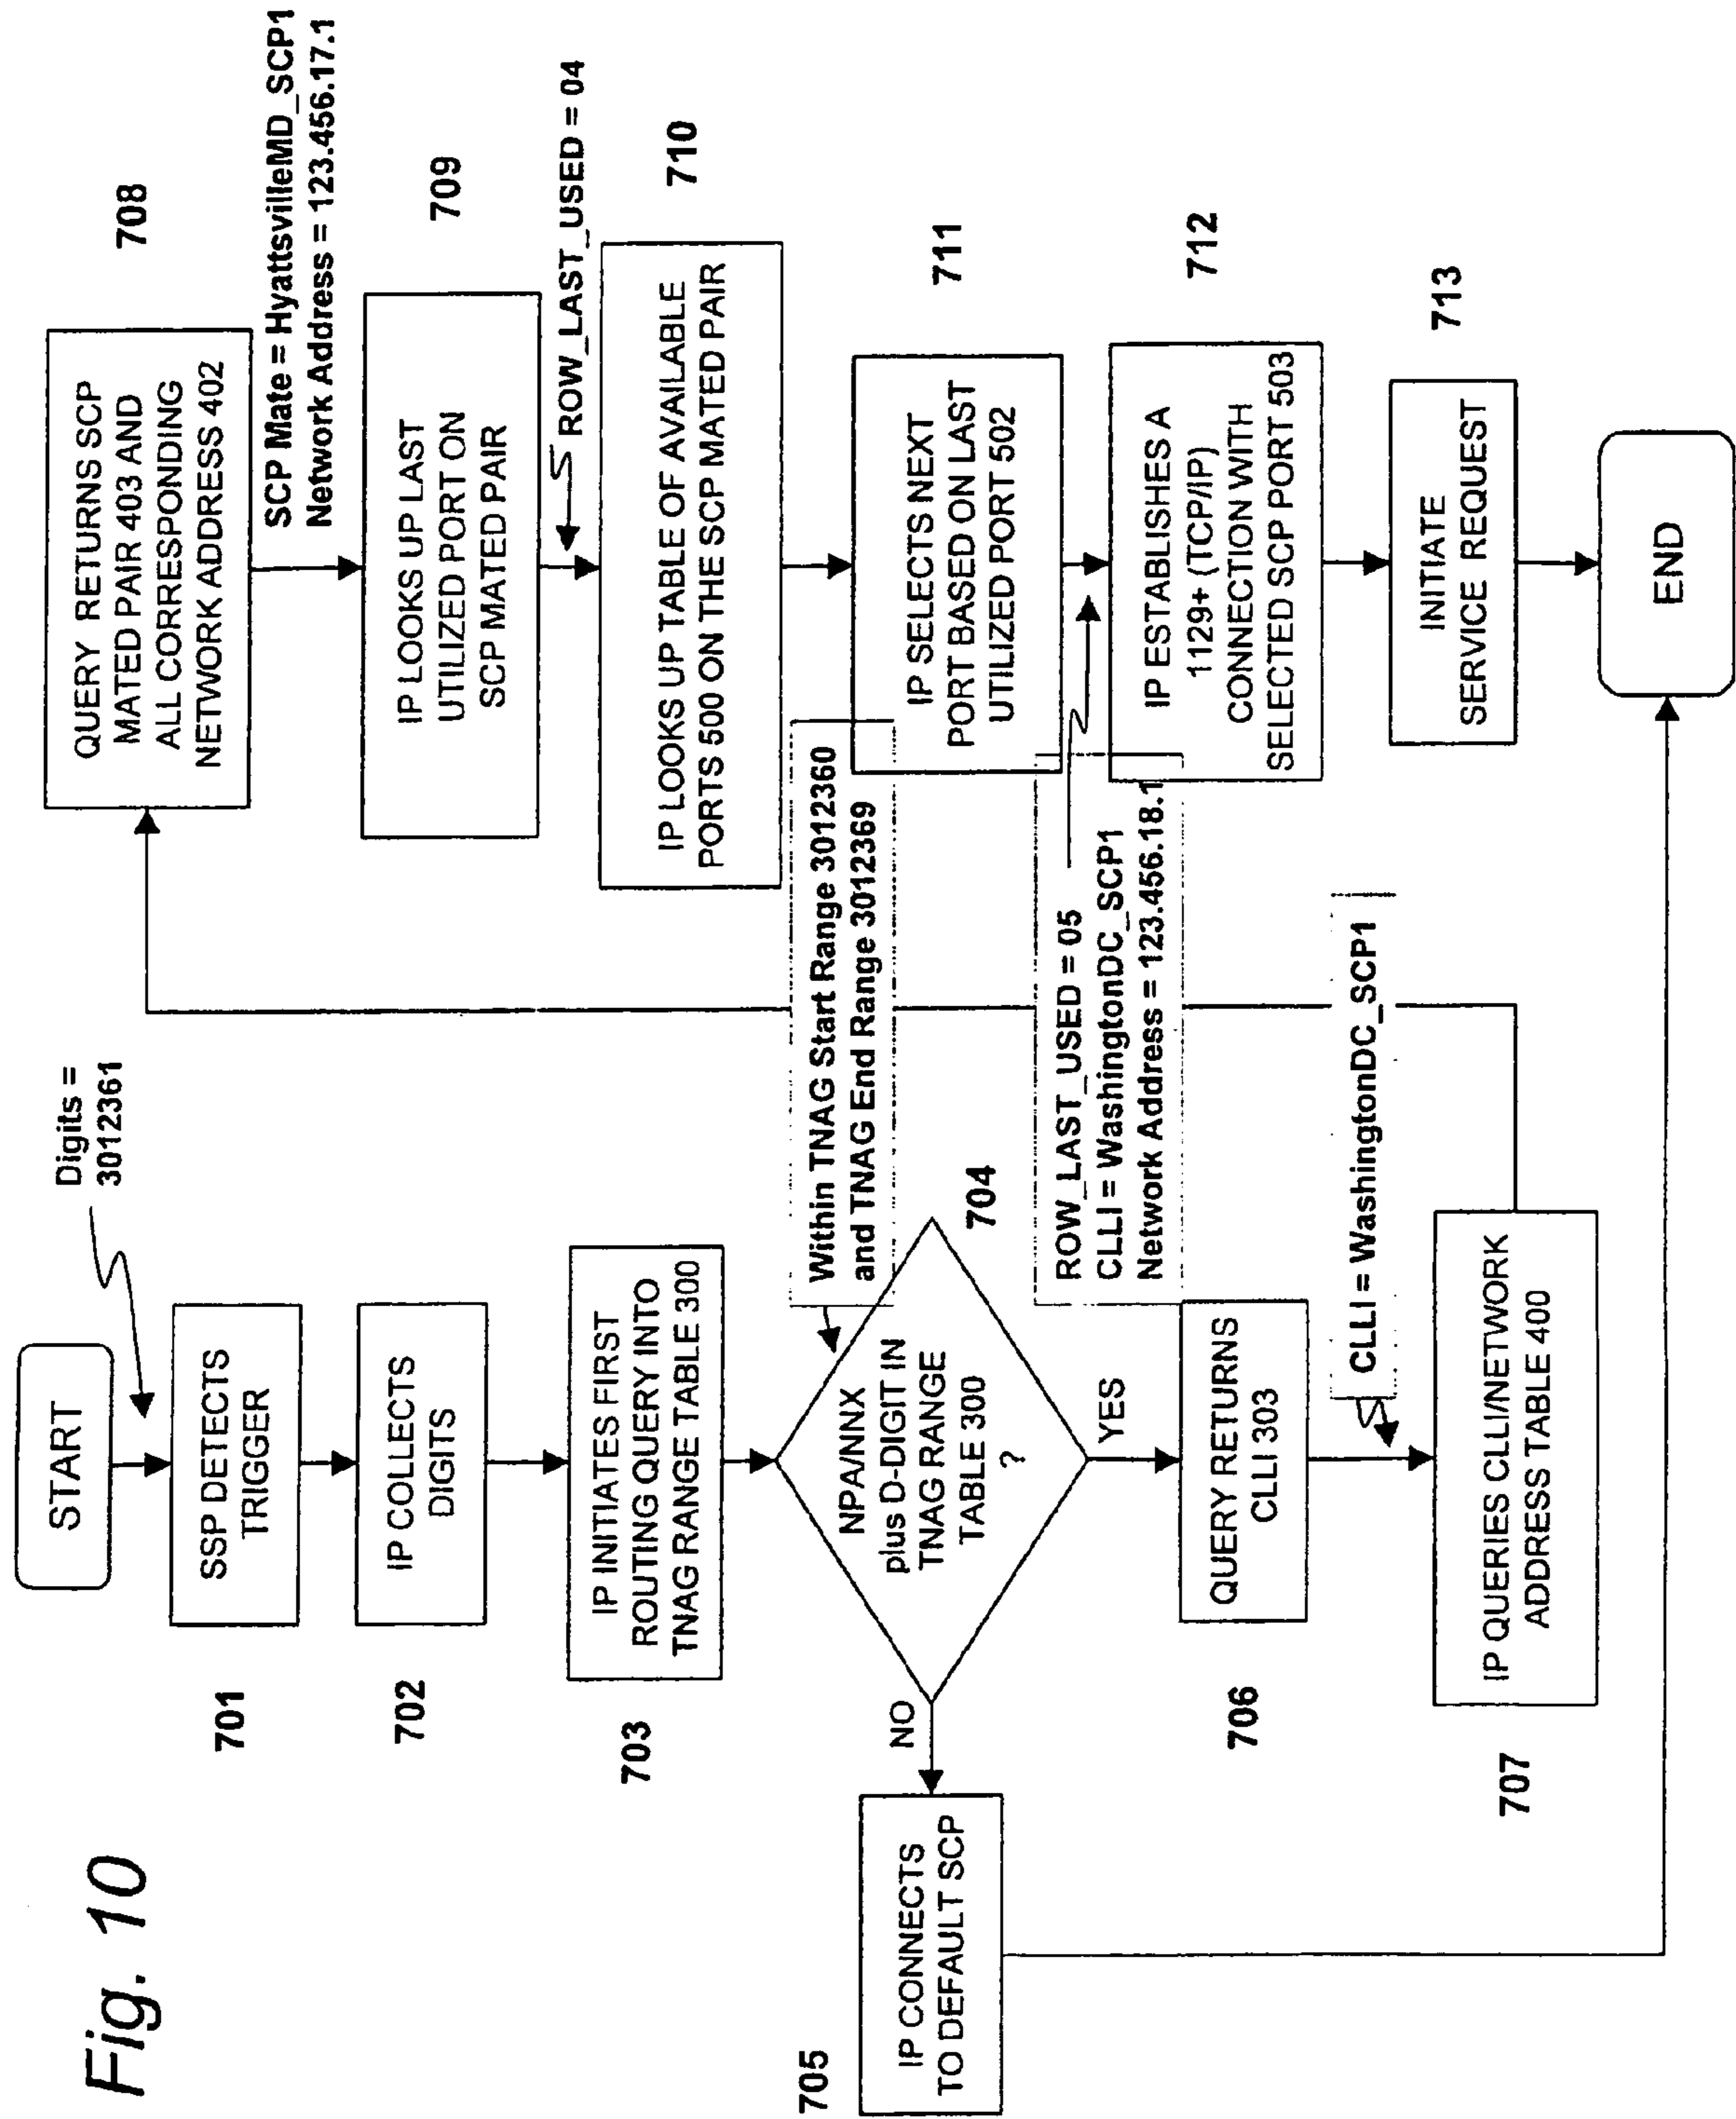 Fig. 10
START
Digits =
3012361
701
SSP DETECTS
TRIGGER
702
IP COLLECTS
DIGITS
703
IP INITIATES FIRST
ROUTING QUERY INTO
TNAG RANGE TABLE 300
704
NPA/NNX
plus D-DIGIT IN
TNAG RANGE
TABLE 300
?
Within TNAG Start Range 3012360
and TNAG End Range 3012369
NO
YES
705
IP CONNECTS
TO DEFAULT SCP
706
QUERY RETURNS
CLLI 303
CLLI = WashingtonDC_SCP1
707
IP QUERIES CLLI/NETWORK
ADDRESS TABLE 400
708
QUERY RETURNS SCP
MATED PAIR 403 AND
ALL CORRESPONDING
NETWORK ADDRESS 402
SCP Mate = HyattsvilleMD_SCP1
Network Address = 123.456.17.1
709
IP LOOKS UP LAST
UTILIZED PORT ON
SCP MATED PAIR
ROW_LAST_USED = 04
710
IP LOOKS UP TABLE OF AVAILABLE
PORTS 500 ON THE SCP MATED PAIR
711
IP SELECTS NEXT
PORT BASED ON LAST
UTILIZED PORT 502
ROW_LAST_USED = 05
CLLI = WashingtonDC_SCP1
Network Address = 123.456.18.1
712
IP ESTABLISHES A
1129+ (TCP/IP)
CONNECTION WITH
SELECTED SCP PORT 503
713
INITIATE
SERVICE REQUEST
END